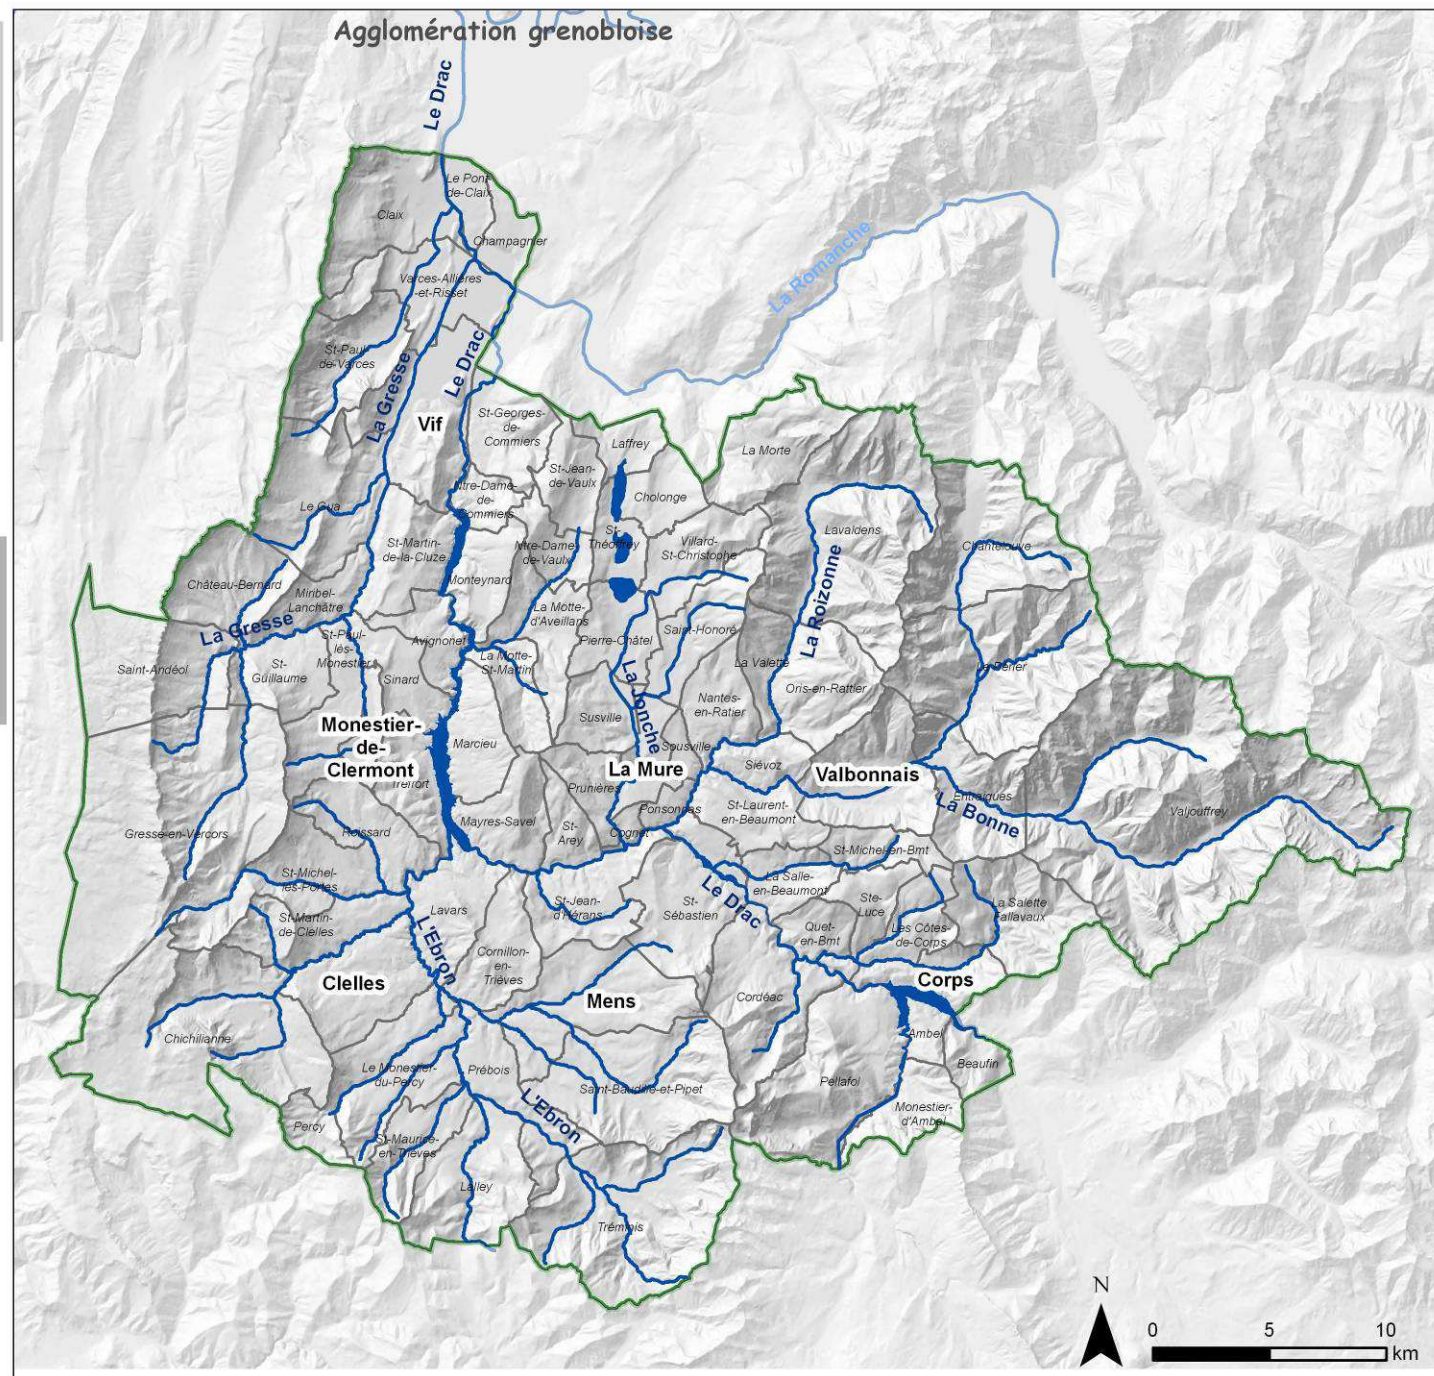 Agglomération grenobloise
Le Drac
Le Pont-
de-Claix
Claix
Champagnier
La Romanche
Varces-Allières
-et-Risset
St-Paul-
de-Varces
La Gresse
Le Drac
Vif
St-Georges-
de-
Commiers
Laffrey
La Morte
St-Jean-
de-Vaulx
Cholonge
Ntre-Dame-
de-
Commiers
Le Gua
St-Martin-
de-la-Cluze
Ntre-Dame-
de-Vaulx
St-
Théoffrey
Villard-
St-Christophe
Lavaldens
Chantelouve
Château-Bernard
Miribel-
Lanchâtre
Monteynard
La Motte-
d'Aveillans
La Roizonne
La Gresse
St-Paul-
lès-
Monestiers
Avignonet
Pierre-Châtel
Saint-Honoré
Saint-Andéol
St-
Guillaume
Sinard
La Motte-
St-Martin
La Jonche
La Valette
Le Périer
Oris-en-Rattier
Nantes-
en-Ratier
Monestier-
de-
Clermont
Susville
Marcieu
Sousville
La Mure
Siévoz
Valbonnais
Treffort
Prunières
Entraigues
La Bonne
Valjouffrey
Ponsonnas
St-Laurent-
en-Beaumont
Gresse-en-Vercors
Roissard
Mayres-Savel
St-
Arey
Cognet
St-Michel-en-Bmt
St-Michel-
les-Portes
La Salle-
en-Beaumont
Le Drac
St-Martin-
de-Clelles
Lavars
St-Jean-
d'Hérans
St-
Sébastien
Ste-
Luce
La Salette
Fallavaux
L'Ebron
Cornillon-
en-
Trièves
Quet-
en-Bmt
Les Côtes-
de-Corps
Clelles
Mens
Cordéac
Corps
Chichilianne
Ambel
Beaufin
Le Monestier-
du-Percy
Prébois
Saint-Baudille-et-Pipet
Pellafol
L'Ebron
Monestier-
d'Ambel
Percy
St-Maurice-
en-Trièves
Lalley
Tréminis
N
0 5 10
km